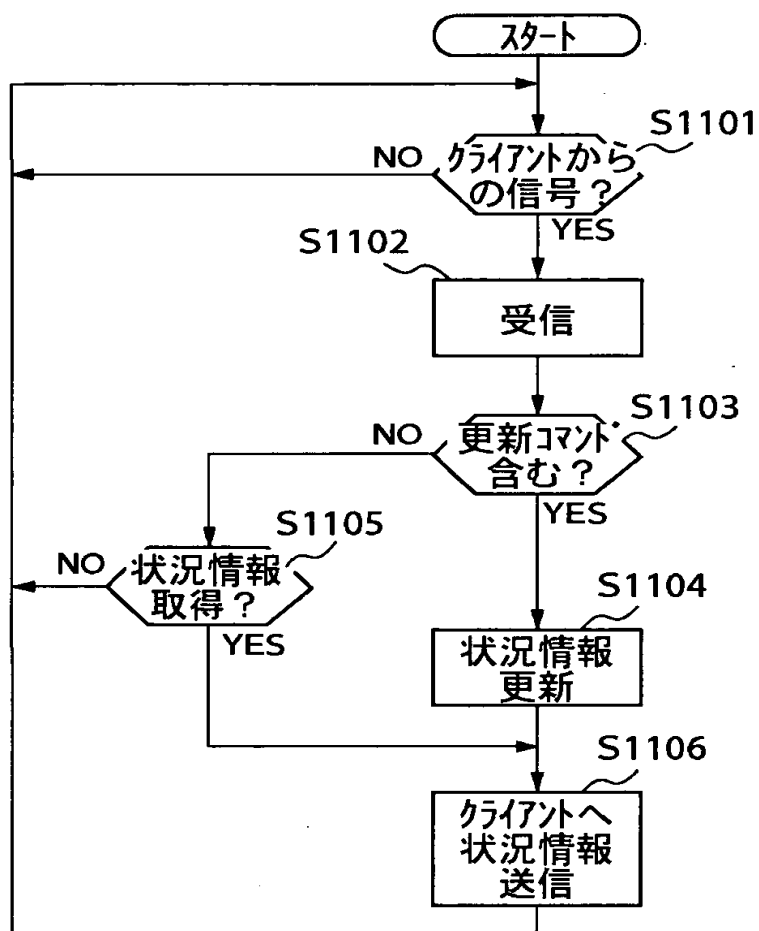 スタート
S1101
NO
クライアントから
の信号？
YES
S1102
受信
S1103
NO
更新コマンド
含む？
YES
S1105
NO
状況情報
取得？
YES
S1104
状況情報
更新
S1106
クライアントへ
状況情報
送信